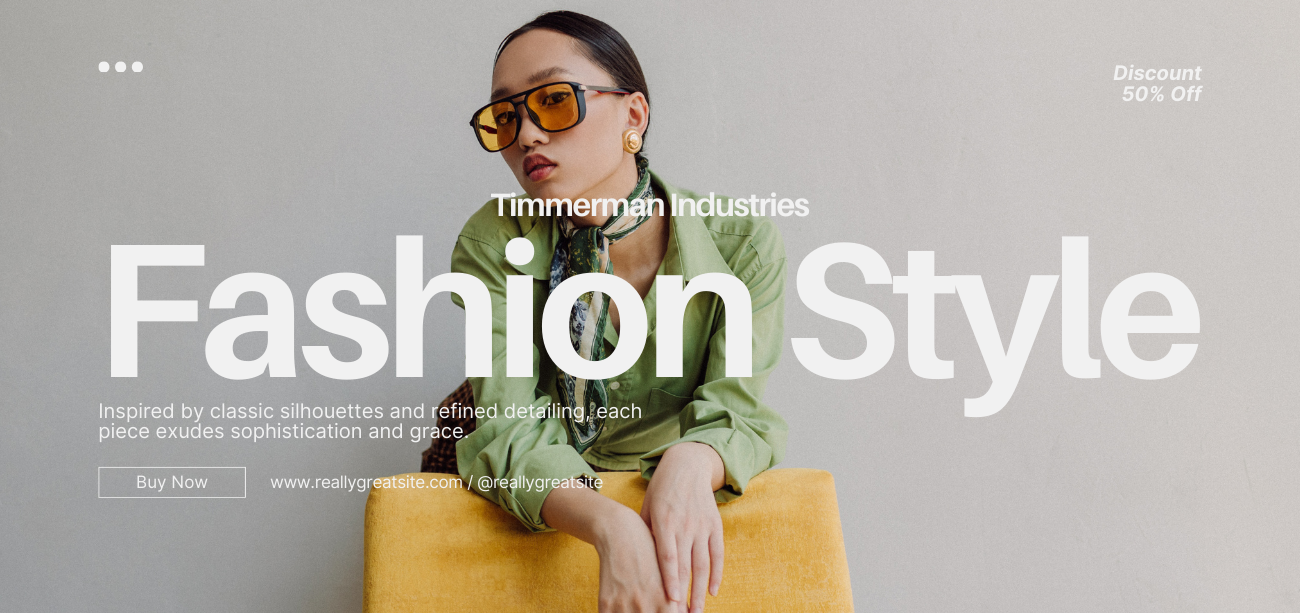 Discount
50% Off
Timmerman Industries
Fashion Style
Inspired by classic silhouettes and refined detailing, each
piece exudes sophistication and grace.
Buy Now
www.reallygreatsite.com / @reallygreatsite